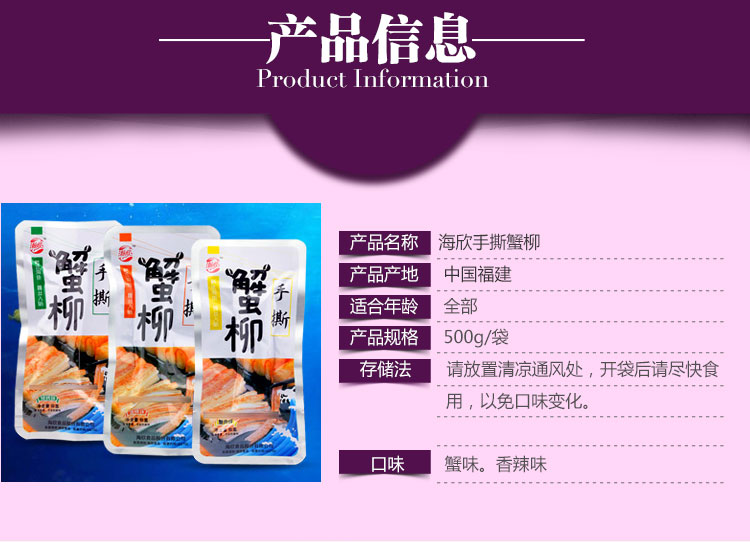 产品信息
Product Information
蟹柳
手撕
蟹柳
手撕
蟹柳
手撕
产品名称 海欣手撕蟹柳
产品产地 中国福建
适合年龄 全部
产品规格 500g/袋
存储法 请放置清凉通风处，开袋后请尽快食
用，以免口味变化。
口味 蟹味。香辣味